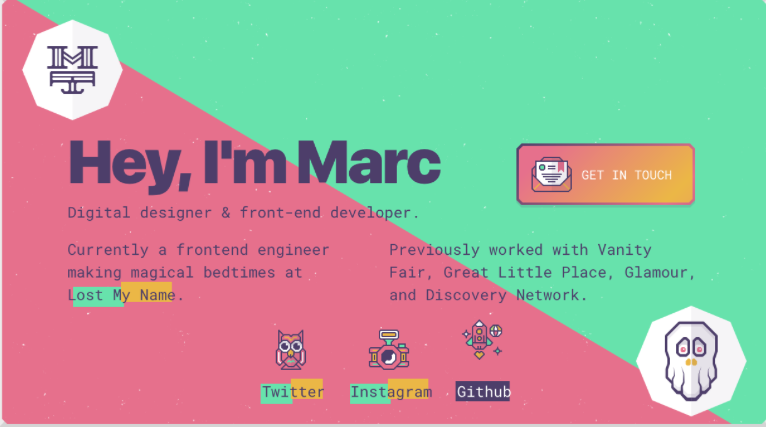 Hey, I'm Marc
GET IN TOUCH
Digital designer & front-end developer.
Currently a frontend engineer
making magical bedtimes at
Lost My Name.
Previously worked with Vanity
Fair, Great Little Place, Glamour,
and Discovery Network.
Twitter
Instagram
Github